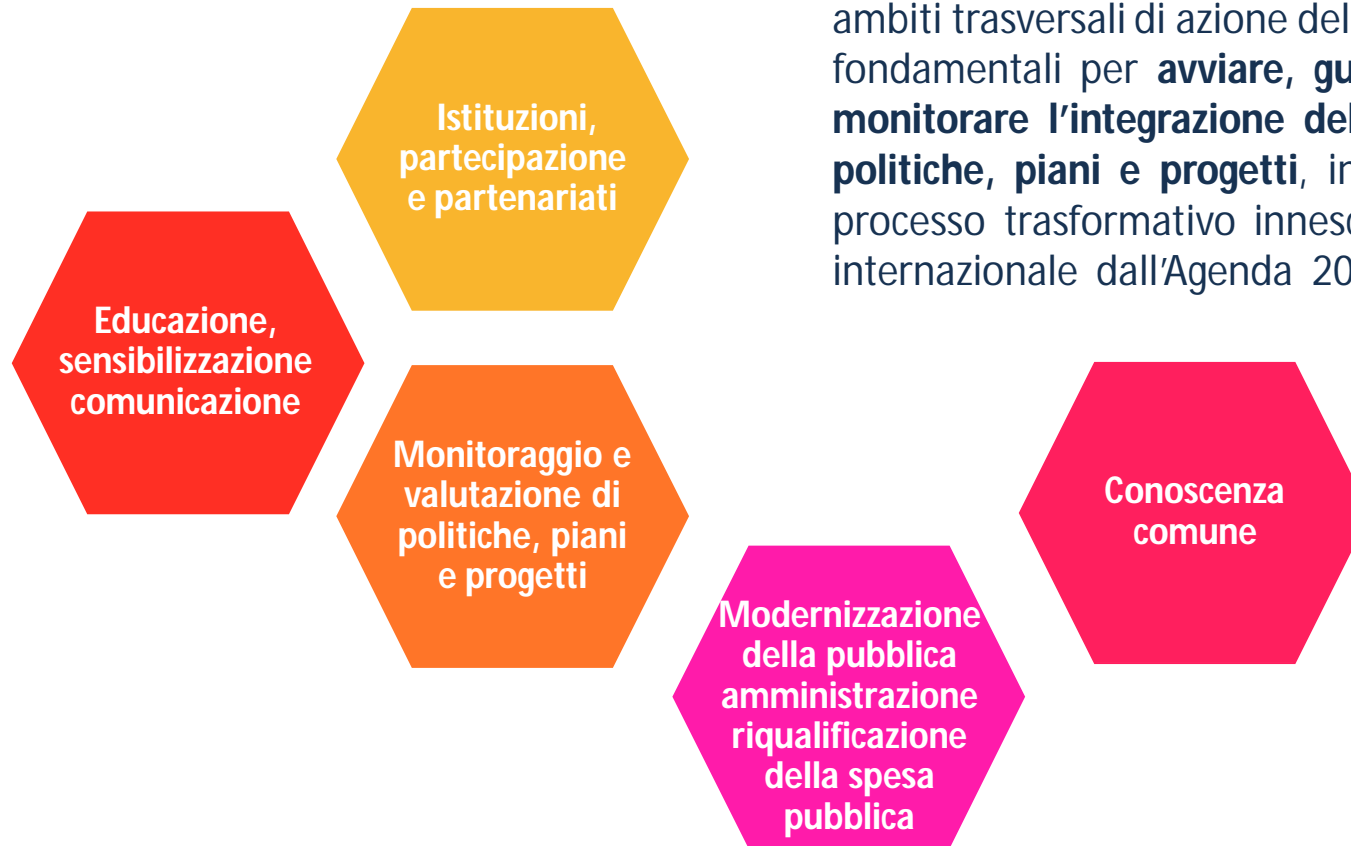 ambiti trasversali di azione del
fondamentali per avviare, gu
monitorare l'integrazione del
politiche, piani e progetti, in
processo trasformativo innesc
internazionale dall'Agenda 20
Istituzioni,
partecipazione
e partenariati
Educazione,
sensibilizzazione
comunicazione
Monitoraggio e
valutazione di
politiche, piani
e progetti
Conoscenza
comune
Modernizzazione
della pubblica
amministrazione
riqualificazione
della spesa
pubblica